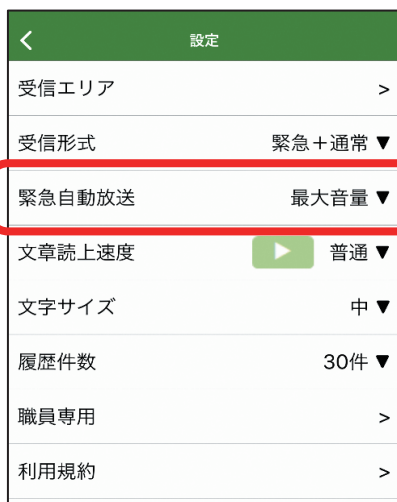 設定
受信エリア >
受信形式 緊急＋通常 ▼
緊急自動放送 最大音量 ▼
文章読上速度 普通 ▼
文字サイズ 中 ▼
履歴件数 30件 ▼
職員専用 >
利用規約 >